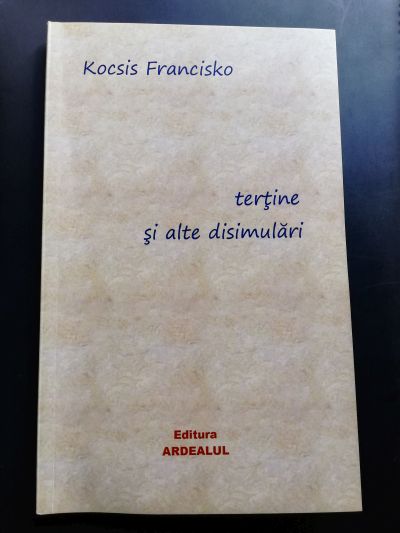 Kocsis Francisko
terţine
şi alte disimulări
Editura
ARDEALUL